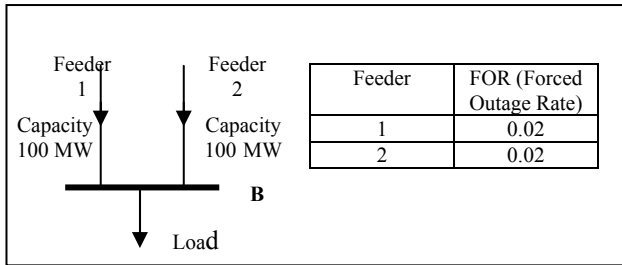 Feeder
1
Feeder
2
Capacity
100 MW
Capacity
100 MW
B
Load
Feeder FOR (Forced
Outage Rate)
1 0.02
2 0.02